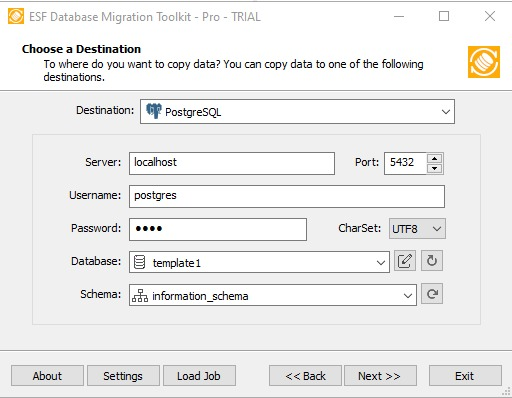 ESF Database Migration Toolkit - Pro - TRIAL
Choose a Destination
To where do you want to copy data? You can copy data to one of the following
destinations.
Destination: PostgreSQL
Server: localhost Port: 5432
Username: postgres
Password: •••• CharSet: UTF8
Database: template1
Schema: information_schema
About Settings Load Job << Back Next >> Exit